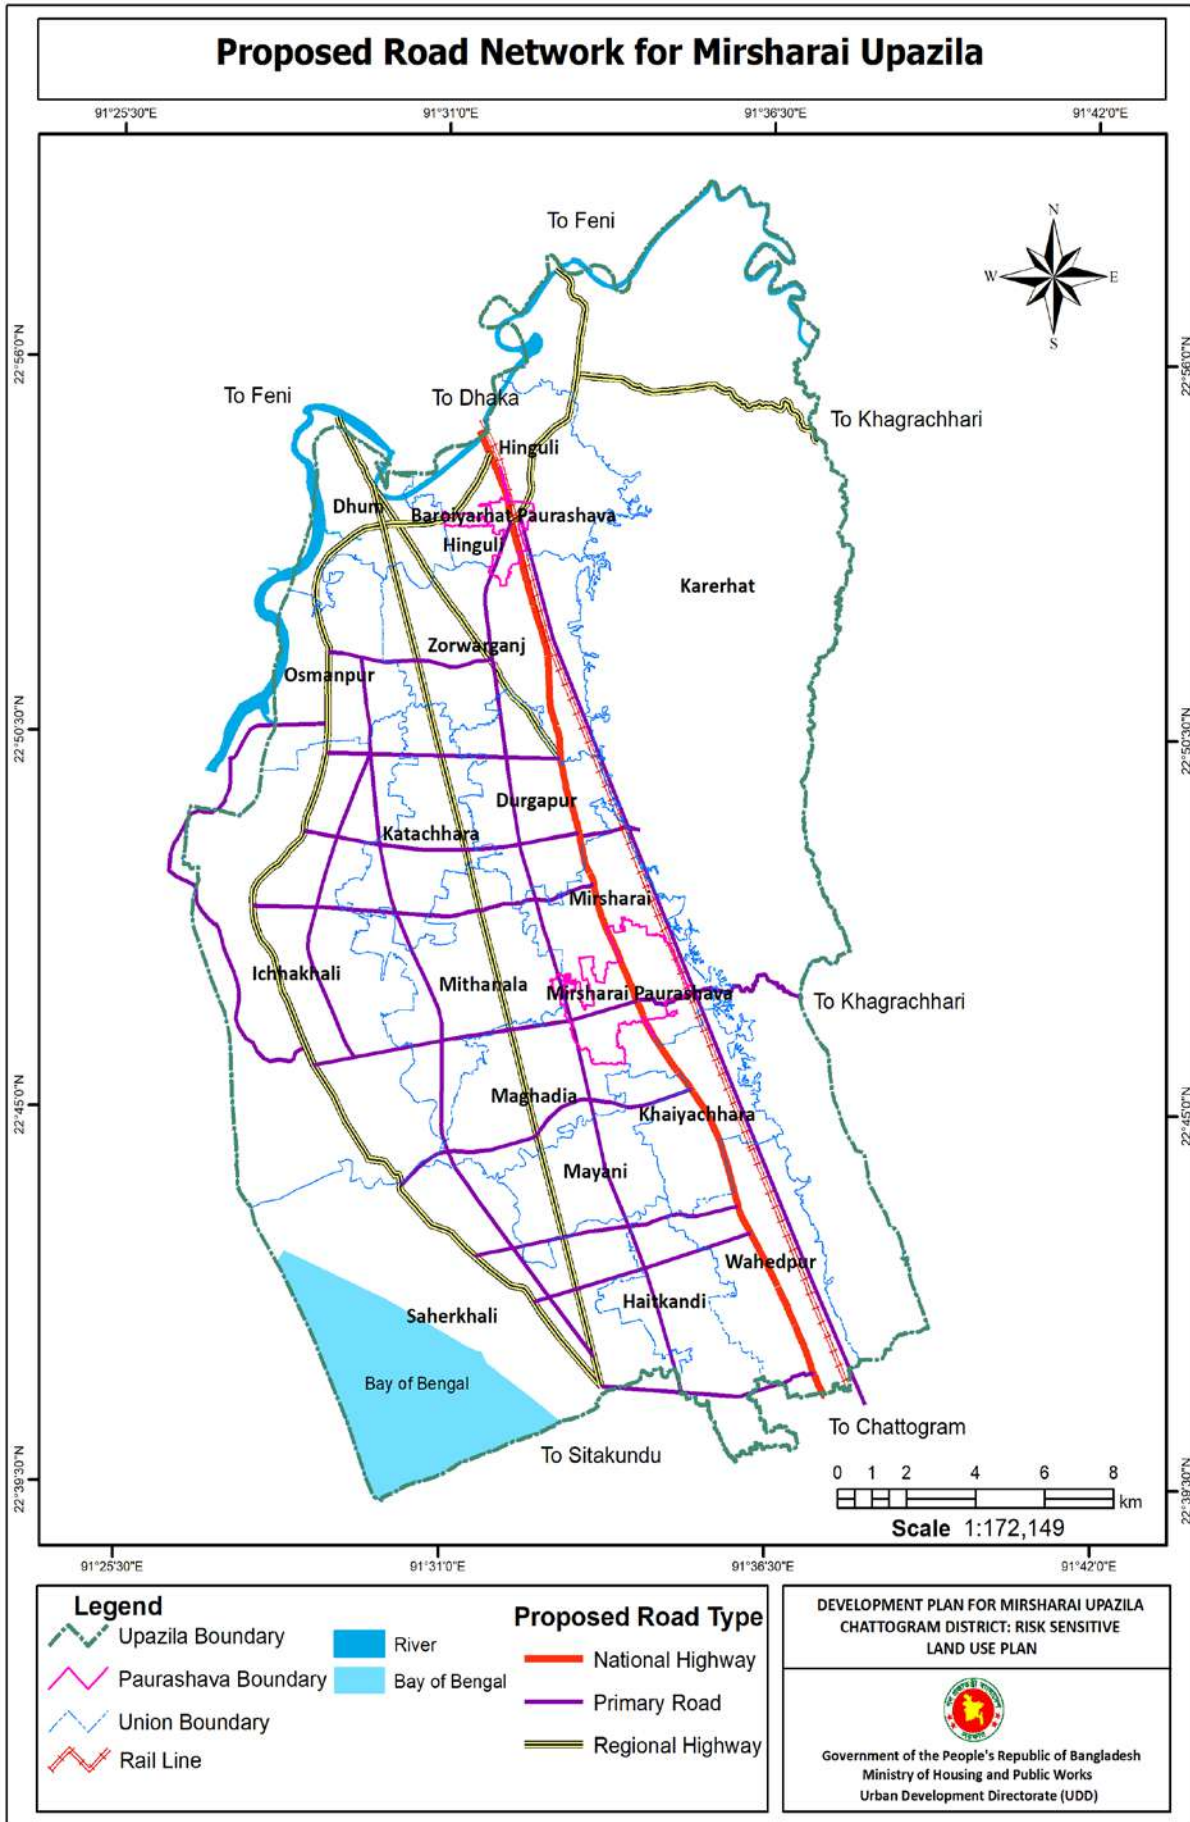 Proposed Road Network for Mirsharai Upazila
91°25'30"E
91°31'0"E
91°36'30"E
91°42'0"E
To Feni
N
W
E
S
22°56'0"N
22°56'0"N
To Feni
To Dhaka
To Khagrachhari
Hinguli
Dhum
Baroiyarhat Paurashava
Hinguli
Karerhat
Zorwarganj
Osmanpur
22°50'30"N
22°50'30"N
Durgapur
Katachhara
Mirsharai
Ichhakhali
Mithanala
Mirsharai Paurashava
To Khagrachhari
Maghadia
Khaiyachhara
22°45'0"N
22°45'0"N
Mayani
Wahedpur
Haitkandi
Saherkhali
Bay of Bengal
To Chattogram
To Sitakundu
22°39'30"N
22°39'30"N
0 1 2 4 6 8
km
Scale 1:172,149
91°25'30"E
91°31'0"E
91°36'30"E
91°42'0"E
Legend
Upazila Boundary
Paurashava Boundary
Union Boundary
Rail Line
River
Bay of Bengal
Proposed Road Type
National Highway
Primary Road
Regional Highway
DEVELOPMENT PLAN FOR MIRSHARAI UPAZILA
CHATTOGRAM DISTRICT: RISK SENSITIVE
LAND USE PLAN
Government of the People's Republic of Bangladesh
Ministry of Housing and Public Works
Urban Development Directorate (UDD)